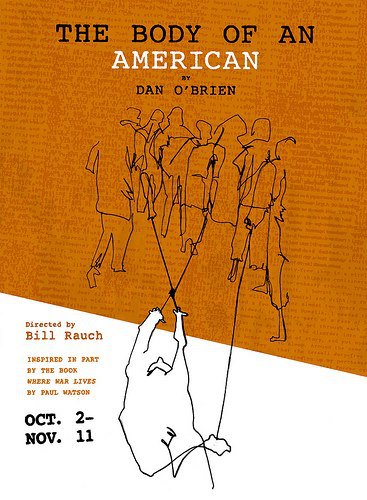 THE BODY OF AN
AMERICAN
BY
DAN O'BRIEN
Directed by
Bill Rauch
INSPIRED IN PART
BY THE BOOK
WHERE WAR LIVES
BY PAUL WATSON
OCT. 2-
NOV. 11